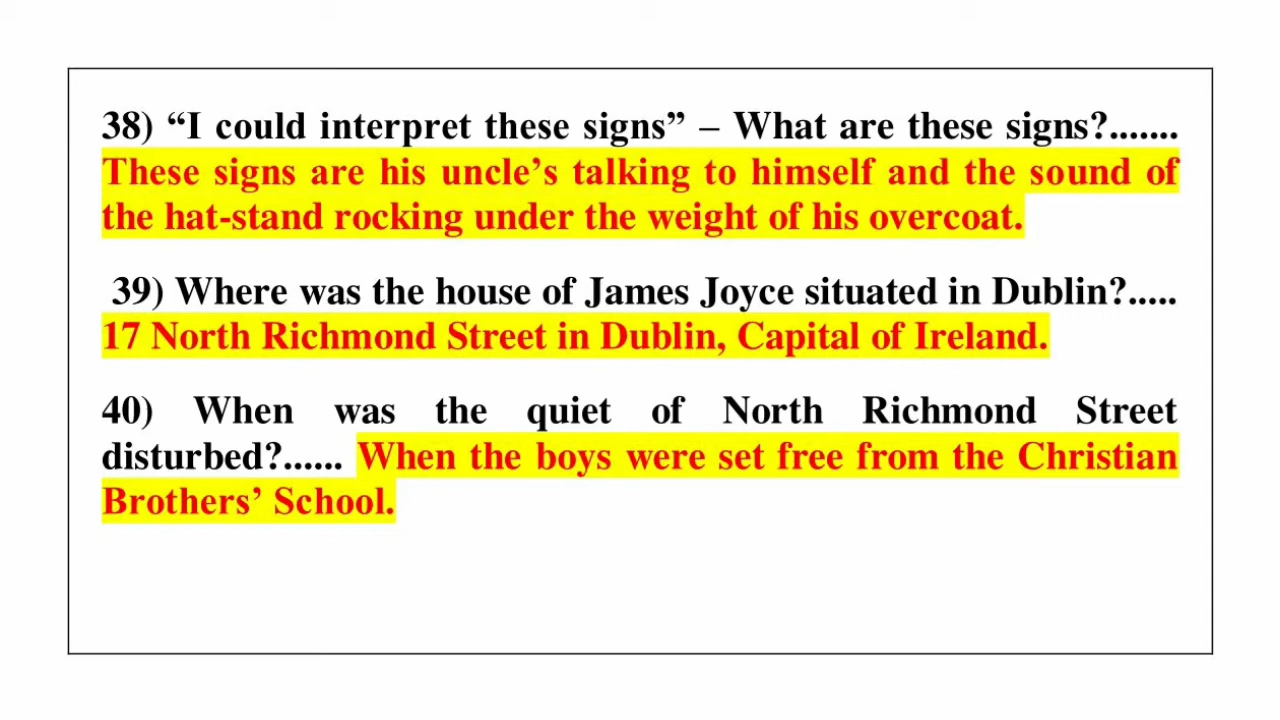 38) “I could interpret these signs” – What are these signs?.......
These signs are his uncle’s talking to himself and the sound of
the hat-stand rocking under the weight of his overcoat.
39) Where was the house of James Joyce situated in Dublin?.....
17 North Richmond Street in Dublin, Capital of Ireland.
40) When was the quiet of North Richmond Street
disturbed?...... When the boys were set free from the Christian
Brothers’ School.